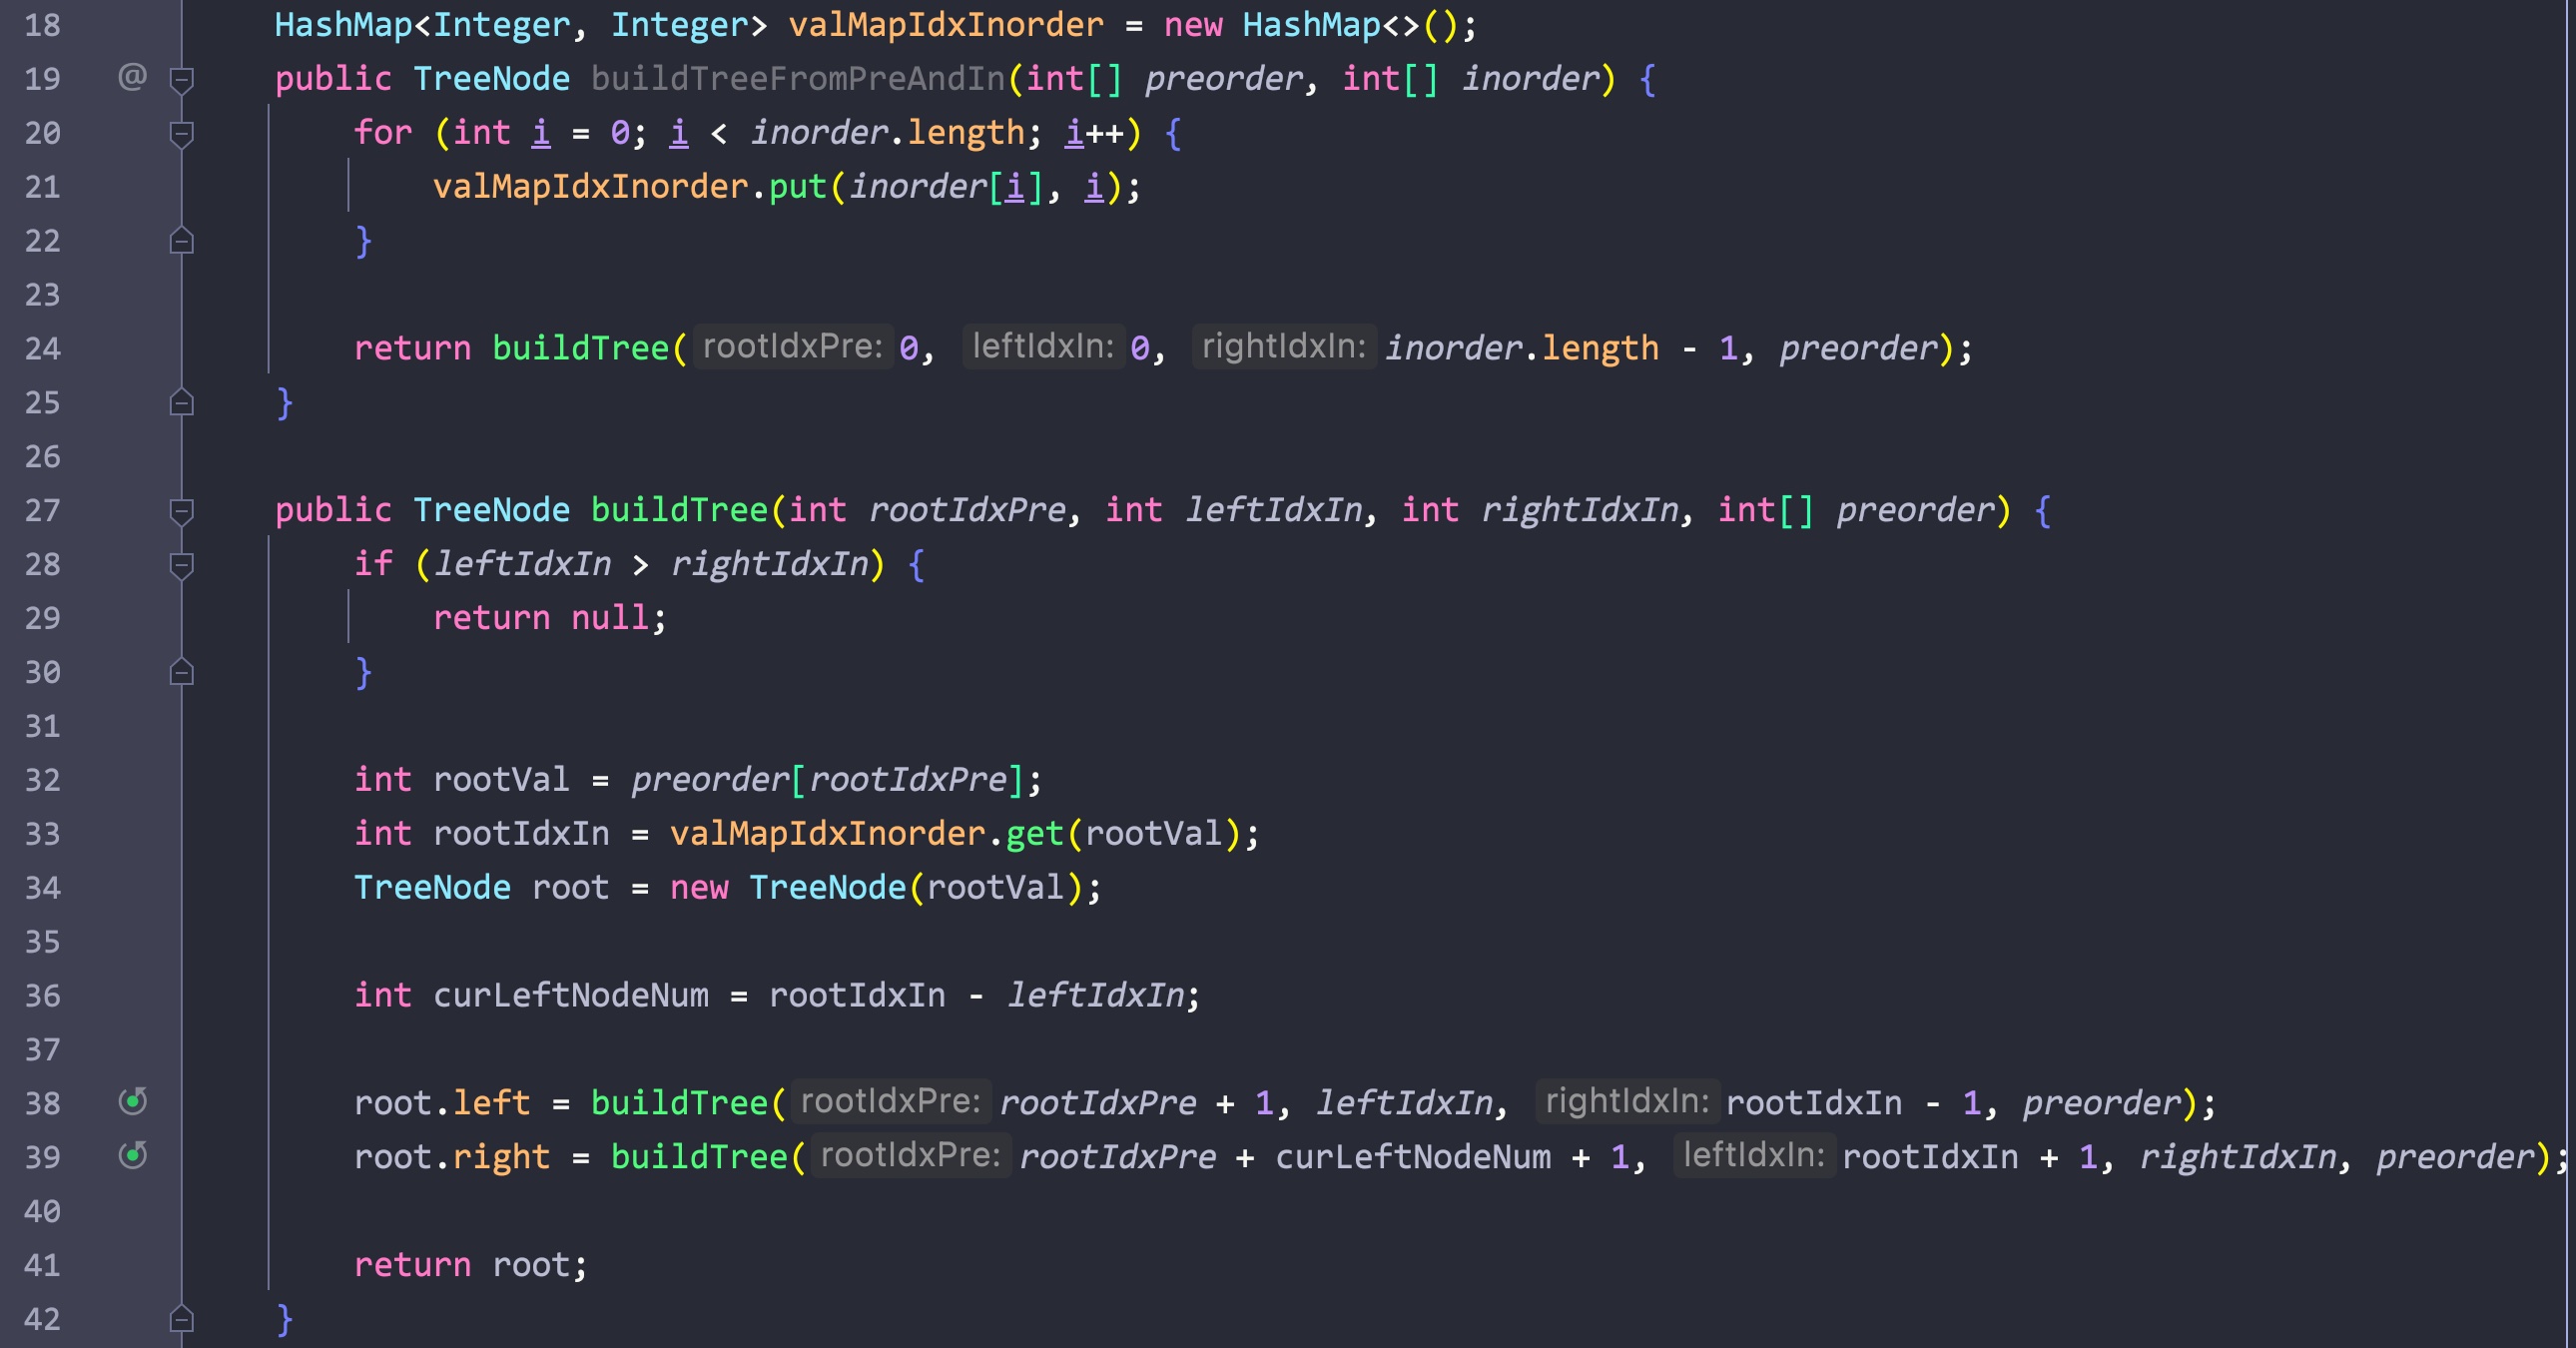 18 HashMap<Integer, Integer> valMapIdxInorder = new HashMap<>();
19 @ public TreeNode buildTreeFromPreAndIn(int[] preorder, int[] inorder) {
20 for (int i = 0; i < inorder.length; i++) {
21 valMapIdxInorder.put(inorder[i], i);
22 }
23
24 return buildTree( rootIdxPre: 0, leftIdxIn: 0, rightIdxIn: inorder.length - 1, preorder);
25 }
26
27 public TreeNode buildTree(int rootIdxPre, int leftIdxIn, int rightIdxIn, int[] preorder) {
28 if (leftIdxIn > rightIdxIn) {
29 return null;
30 }
31
32 int rootVal = preorder[rootIdxPre];
33 int rootIdxIn = valMapIdxInorder.get(rootVal);
34 TreeNode root = new TreeNode(rootVal);
35
36 int curLeftNodeNum = rootIdxIn - leftIdxIn;
37
38 root.left = buildTree( rootIdxPre: rootIdxPre + 1, leftIdxIn, rightIdxIn: rootIdxIn - 1, preorder);
39 root.right = buildTree( rootIdxPre: rootIdxPre + curLeftNodeNum + 1, leftIdxIn: rootIdxIn + 1, rightIdxIn, preorder);
40
41 return root;
42 }